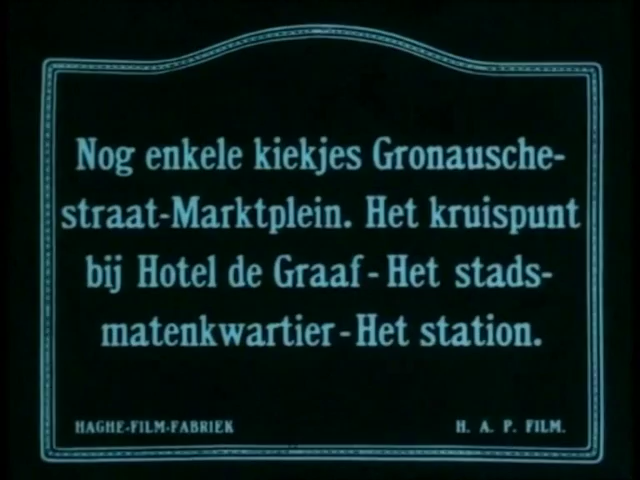 Nog enkele kiekjes Gronausche-
straat-Marktplein. Het kruispunt
bij Hotel de Graaf - Het stads-
matenkwartier - Het station.
HAGHE-FILM-FABRIEK H. A. P. FILM.